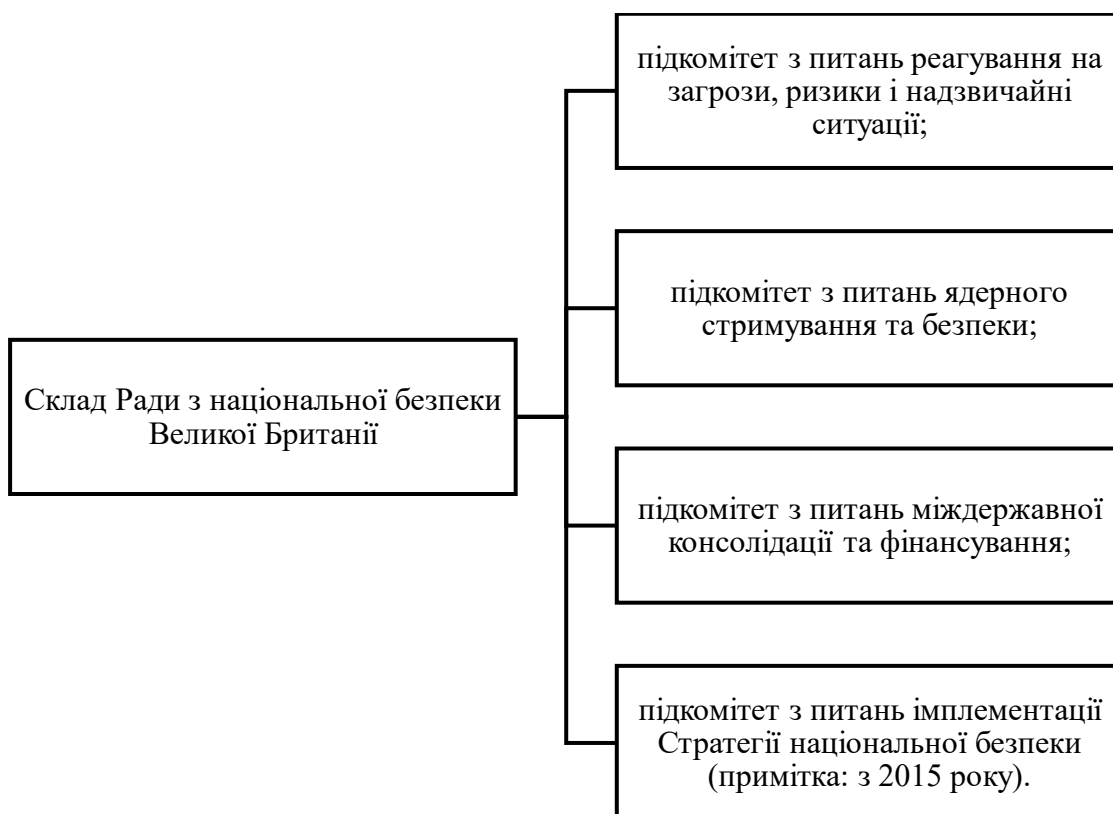 підкомітет з питань реагування на
загрози, ризики і надзвичайні
ситуації;
підкомітет з питань ядерного
стримування та безпеки;
Склад Ради з національної безпеки
Великої Британії
підкомітет з питань міждержавної
консолідації та фінансування;
підкомітет з питань імплементації
Стратегії національної безпеки
(примітка: з 2015 року).